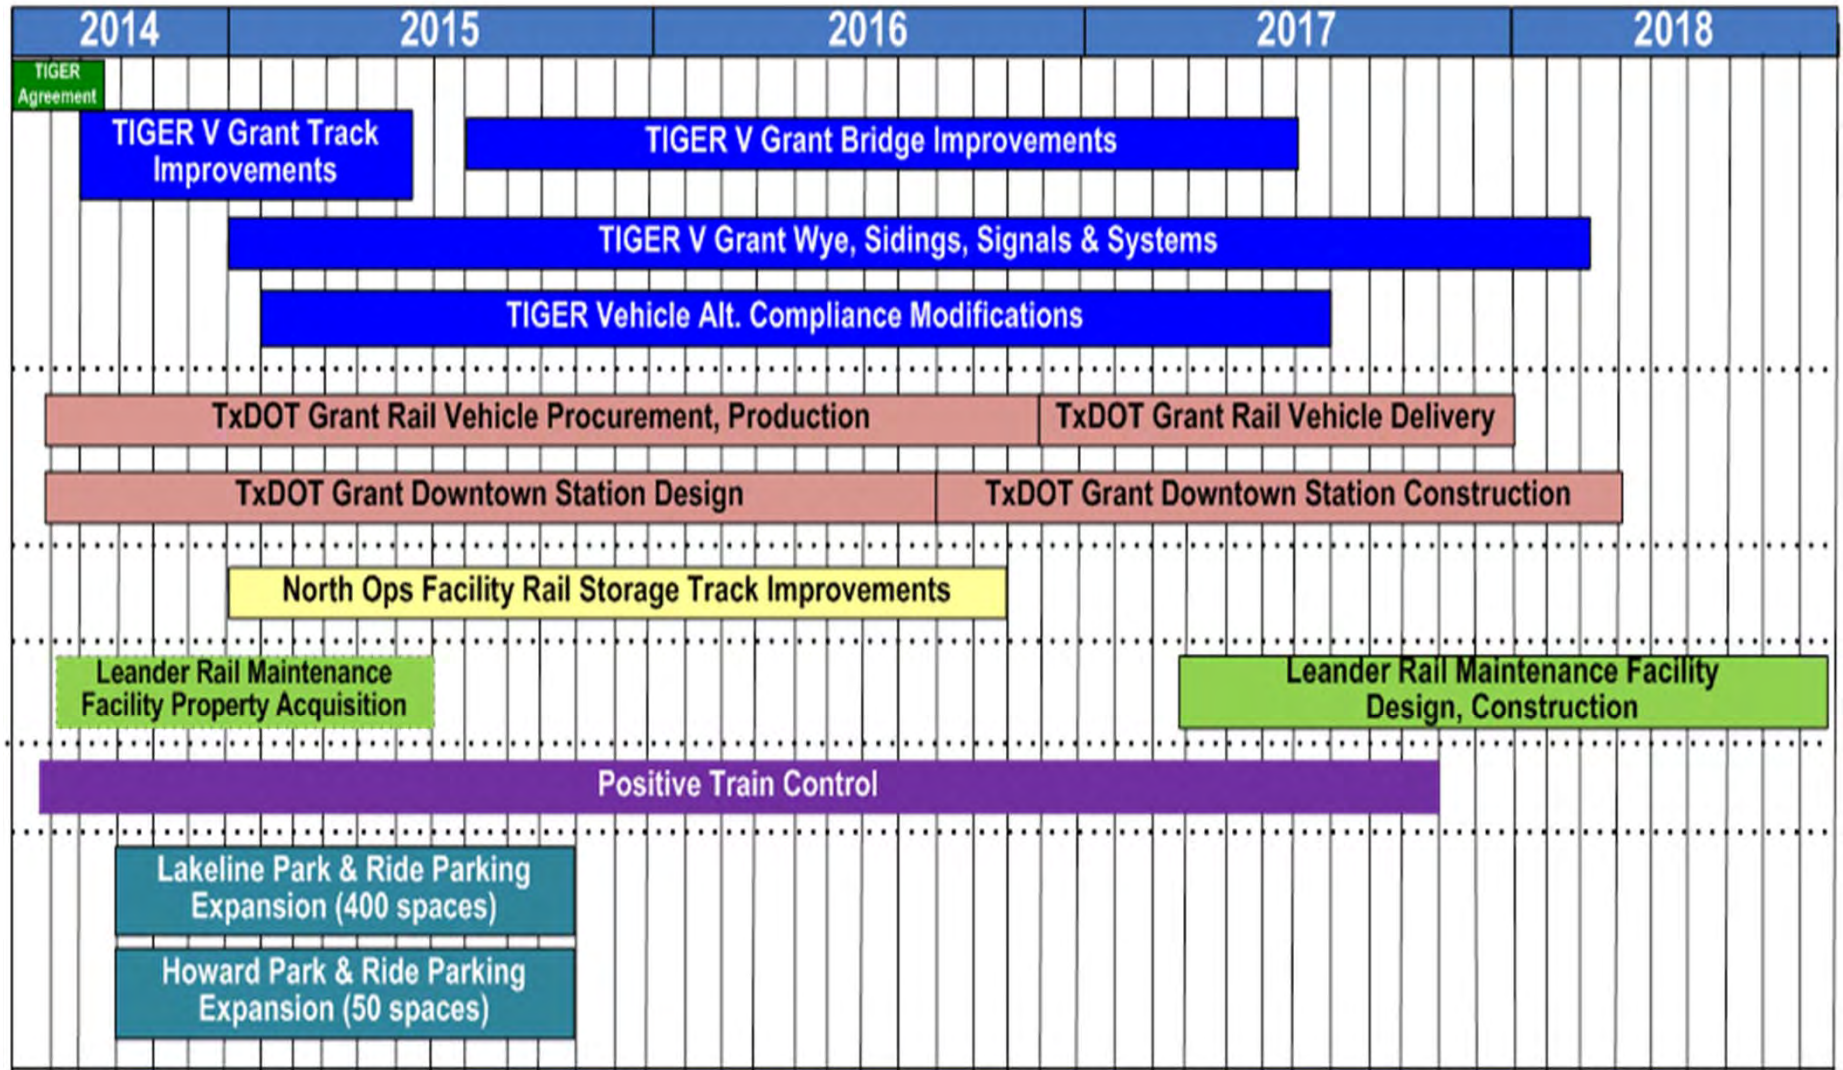 2014 2015 2016 2017 2018
TIGER
Agreement
TIGER V Grant Track
Improvements
TIGER V Grant Bridge Improvements
TIGER V Grant Wye, Sidings, Signals & Systems
TIGER Vehicle Alt. Compliance Modifications
TxDOT Grant Rail Vehicle Procurement, Production
TxDOT Grant Rail Vehicle Delivery
TxDOT Grant Downtown Station Design
TxDOT Grant Downtown Station Construction
North Ops Facility Rail Storage Track Improvements
Leander Rail Maintenance
Facility Property Acquisition
Leander Rail Maintenance Facility
Design, Construction
Positive Train Control
Lakeline Park & Ride Parking
Expansion (400 spaces)
Howard Park & Ride Parking
Expansion (50 spaces)